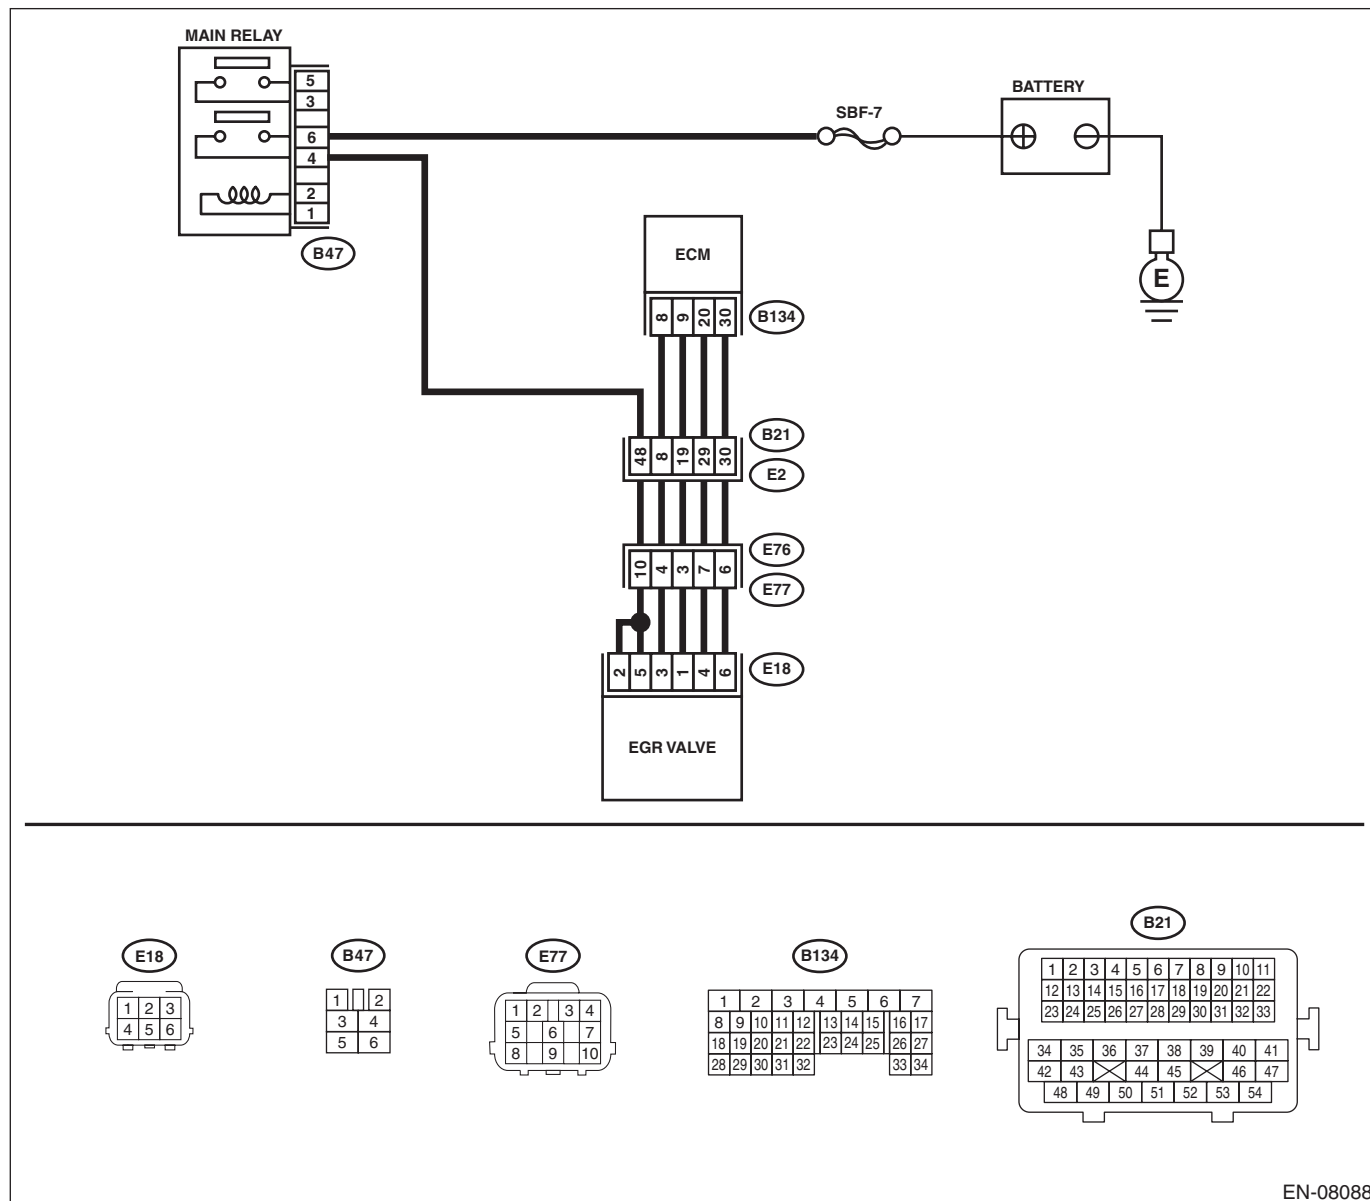 MAIN RELAY
5
3
6
4
2
1
B47
SBF-7
BATTERY
E
ECM
8 9 20 30
B134
48 8 19 29 30
B21
E2
10 4 3 7 6
E76
E77
2 5 3 1 4 6
E18
EGR VALVE
E18
1 2 3
4 5 6
B47
1 2
3 4
5 6
E77
1 2 3 4
5 6 7
8 9 10
B134
1 2 3 4 5 6 7
8 9 10 11 12 13 14 15 16 17
18 19 20 21 22 23 24 25 26 27
28 29 30 31 32 33 34
B21
1 2 3 4 5 6 7 8 9 10 11
12 13 14 15 16 17 18 19 20 21 22
23 24 25 26 27 28 29 30 31 32 33
34 35 36 37 38 39 40 41
42 43 44 45 46 47
48 49 50 51 52 53 54
EN-08088